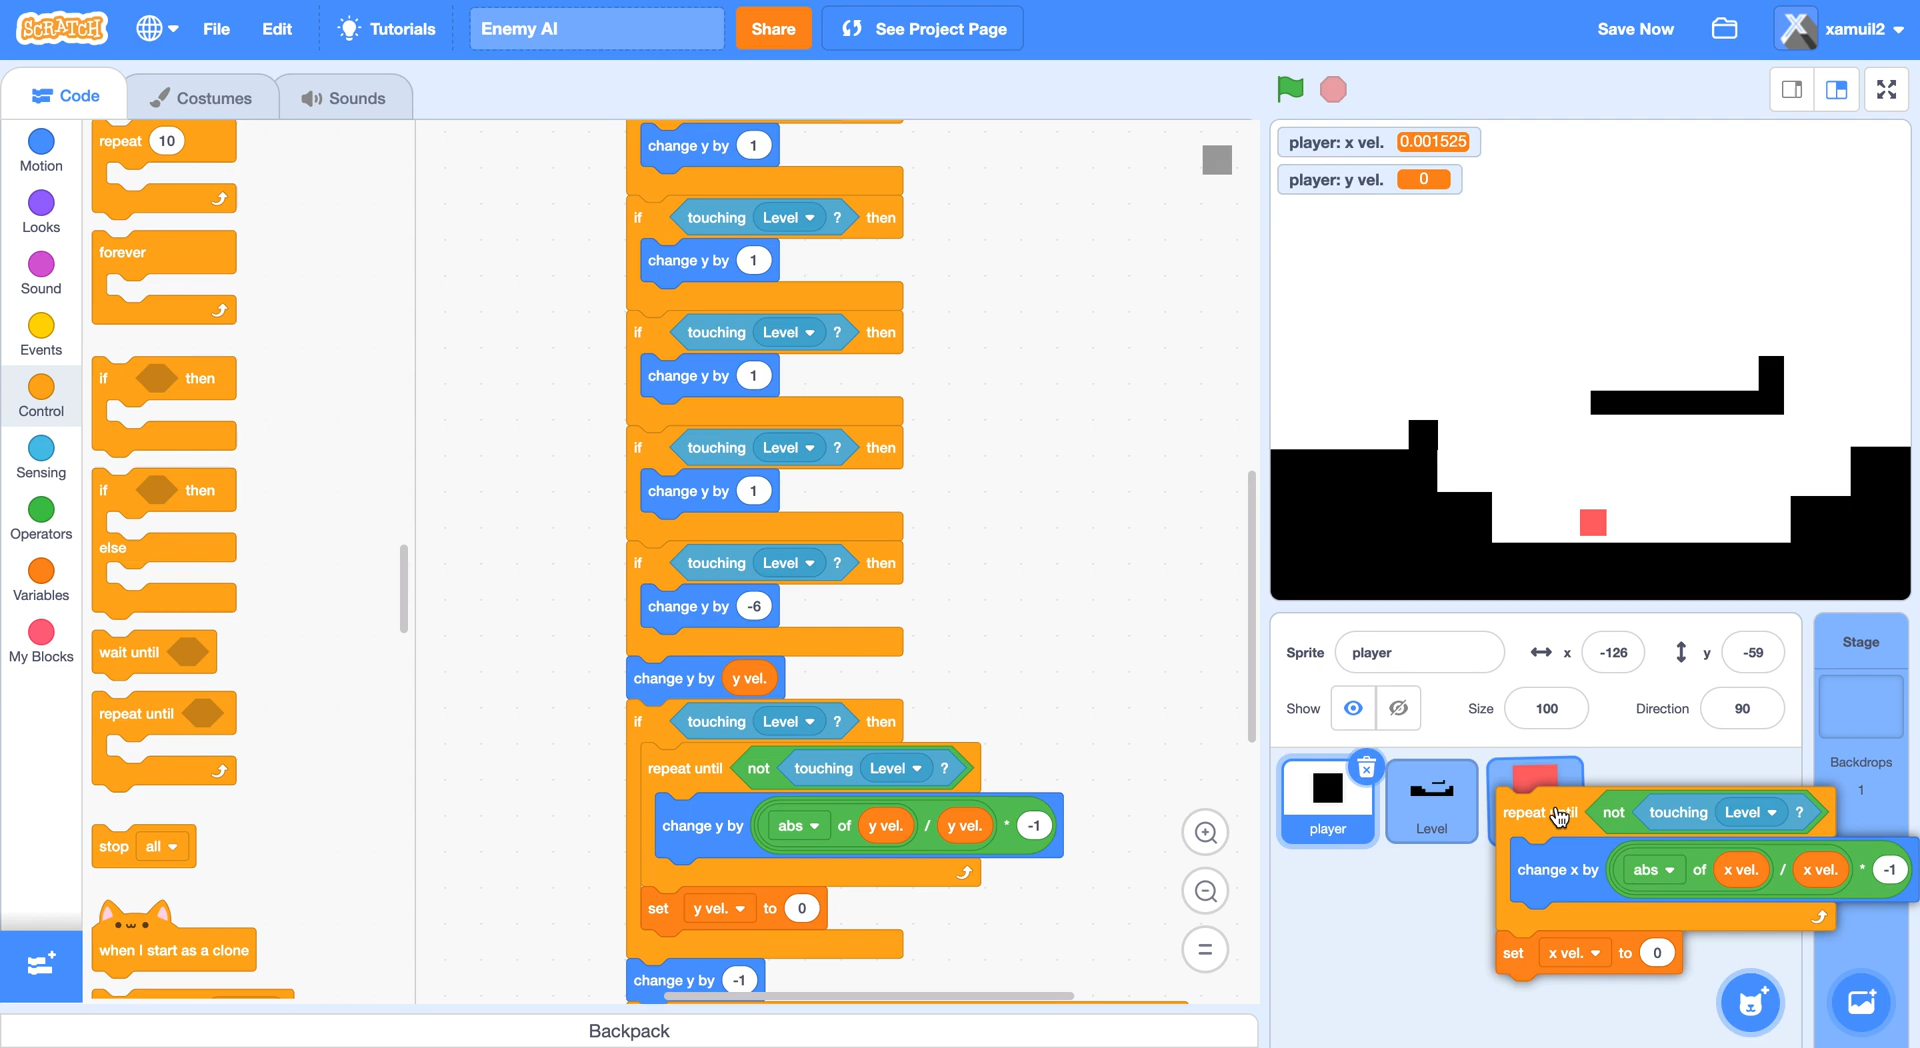 SCRATCH File Edit Tutorials Enemy AI Share See Project Page Save Now xamuil2
Code Costumes Sounds
Motion
Looks
Sound
Events
Control
Sensing
Operators
Variables
My Blocks
repeat 10
forever
if then
if then
else
wait until
repeat until
stop all
when I start as a clone
change y by 1
if touching Level ? then
change y by 1
if touching Level ? then
change y by 1
if touching Level ? then
change y by 1
if touching Level ? then
change y by -6
change y by y vel.
if touching Level ? then
repeat until not touching Level ?
change y by abs of y vel. / y vel. * -1
set y vel. to 0
change y by -1
Backpack
player: x vel. 0.001525
player: y vel. 0
Sprite player x -126 y -59
Show Size 100 Direction 90
player
Level
repeat until not touching Level ?
change x by abs of x vel. / x vel. * -1
set x vel. to 0
Stage
Backdrops
1